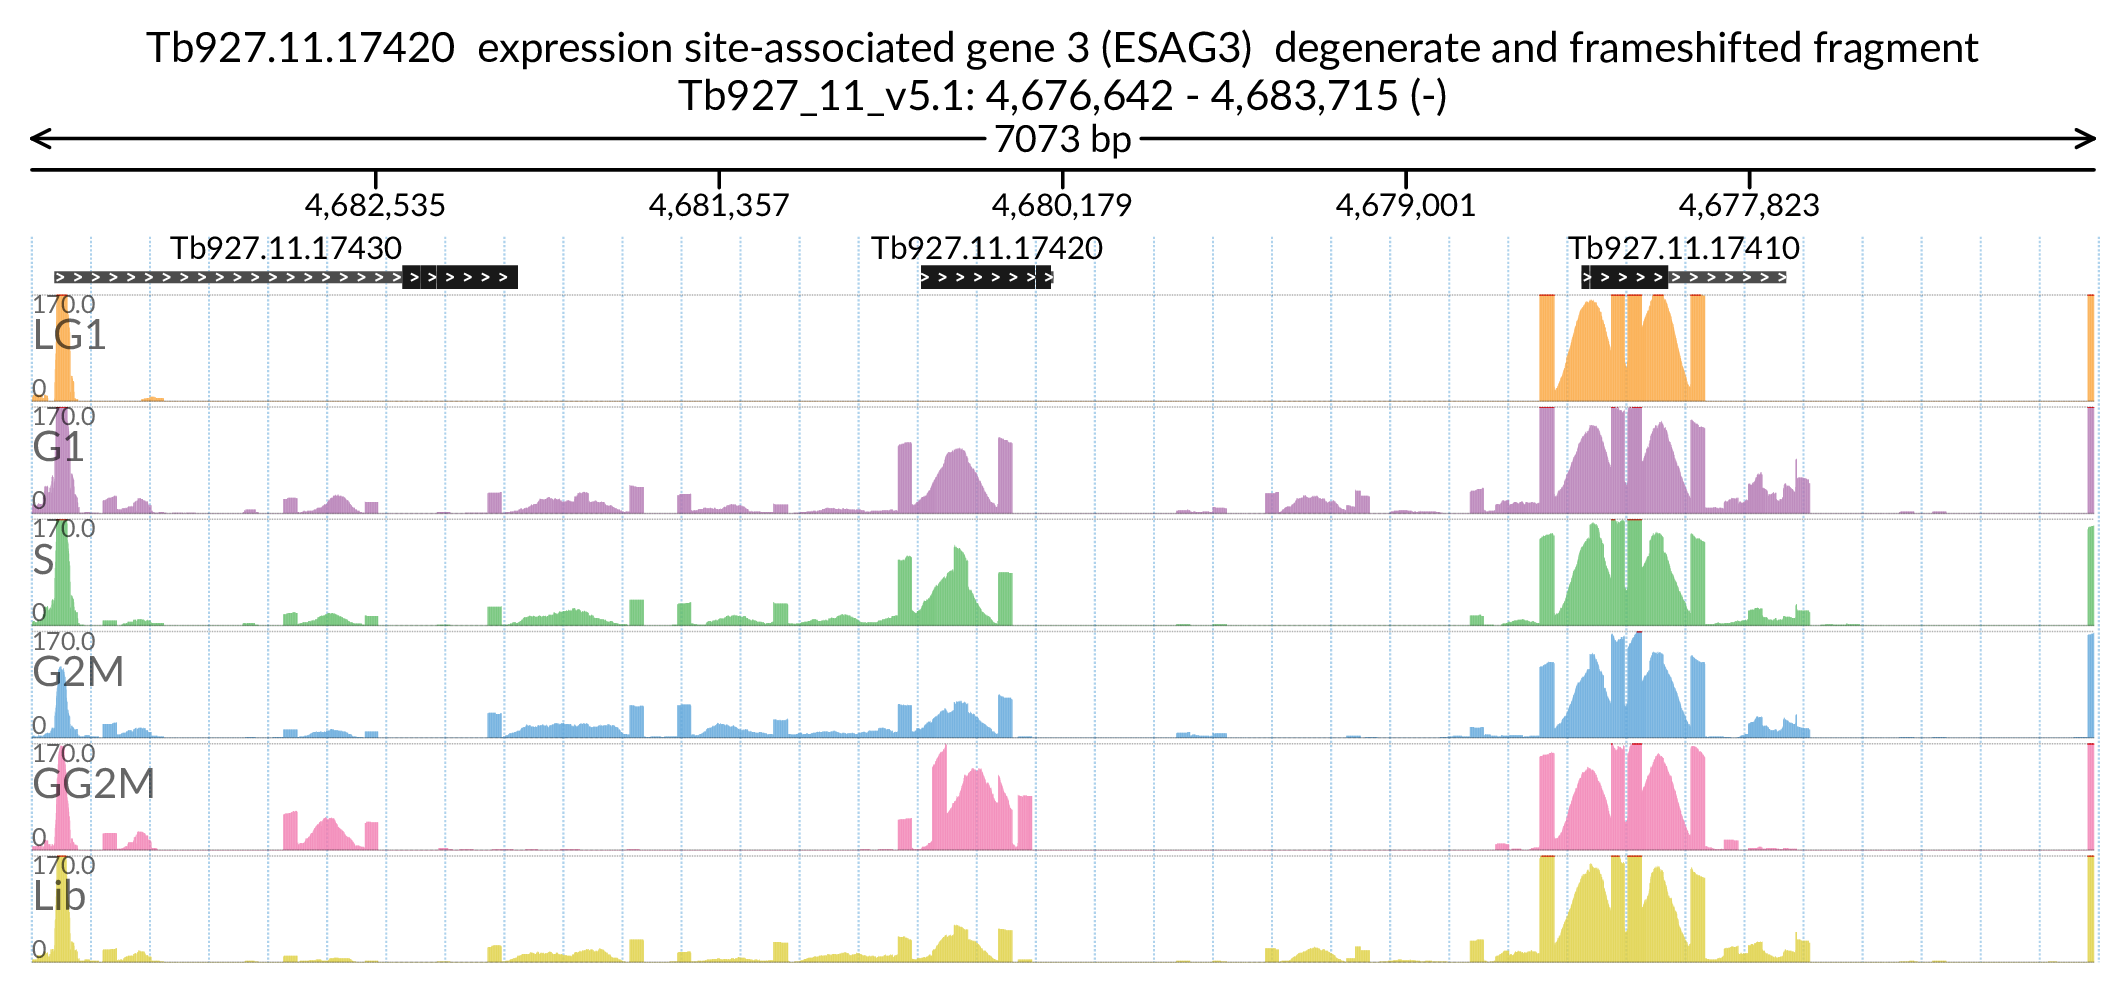 Tb927.11.17420  expression site-associated gene 3 (ESAG3)  degenerate and frameshifted fragment
Tb927_11_v5.1: 4,676,642 - 4,683,715 (-)
7073 bp
4,682,535 4,681,357 4,680,179 4,679,001 4,677,823
Tb927.11.17430 Tb927.11.17420 Tb927.11.17410
170.0
LG1
0
170.0
G1
0
170.0
S
0
170.0
G2M
0
170.0
GG2M
0
170.0
Lib
0